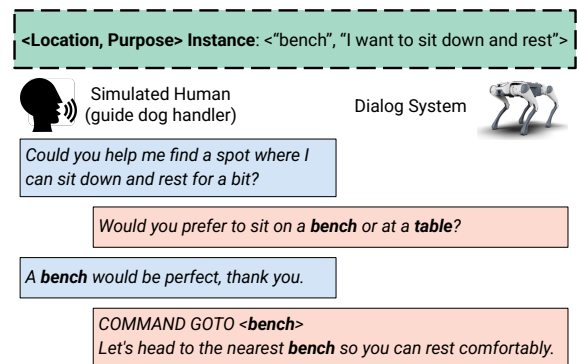 <Location, Purpose> Instance: <“bench”, “I want to sit down and rest”>
Simulated Human
(guide dog handler)
Dialog System
Could you help me find a spot where I
can sit down and rest for a bit?
Would you prefer to sit on a bench or at a table?
A bench would be perfect, thank you.
COMMAND GOTO <bench>
Let's head to the nearest bench so you can rest comfortably.